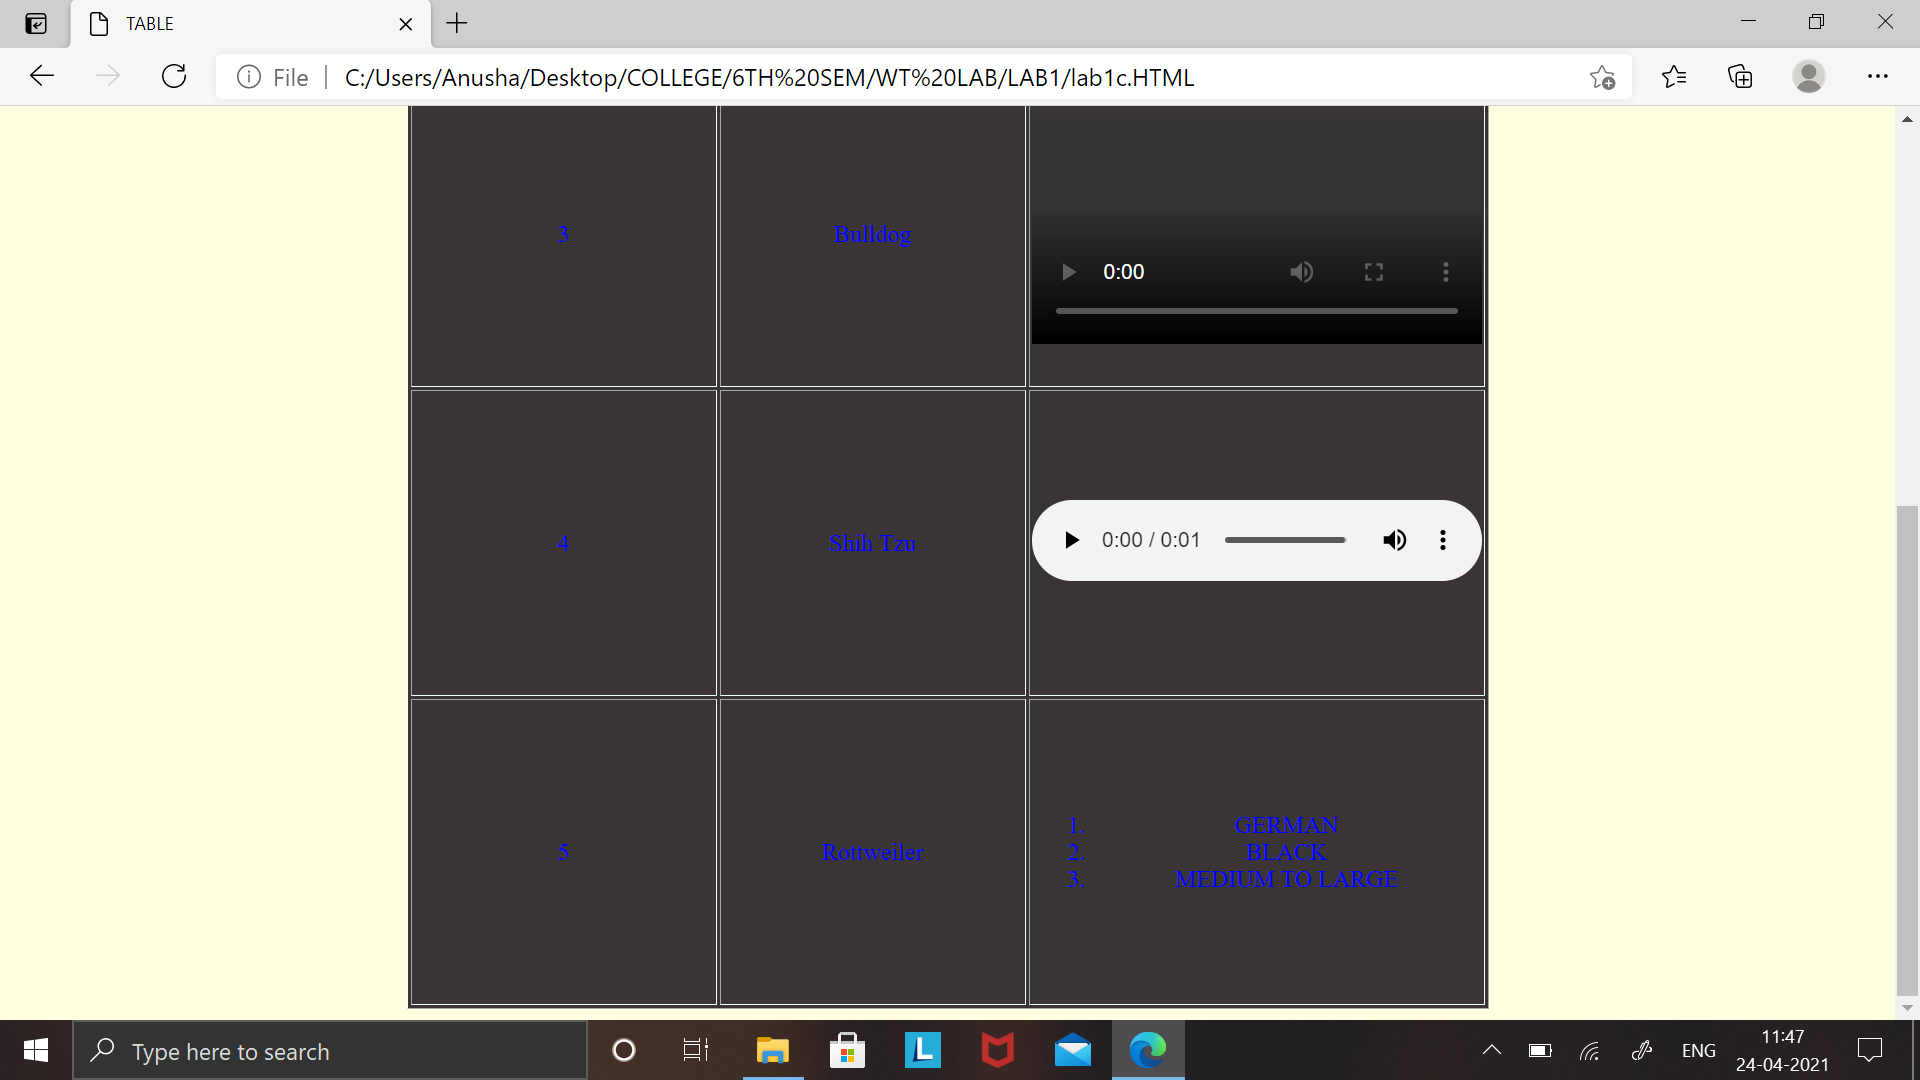 TABLE
File
C:/Users/Anusha/Desktop/COLLEGE/6TH%20SEM/WT%20LAB/LAB1/lab1c.HTML
3 Bulldog 0:00
4 Shih Tzu 0:00 / 0:01
5 Rottweiler
1. GERMAN
2. BLACK
3. MEDIUM TO LARGE
Type here to search
L
ENG
11:47
24-04-2021